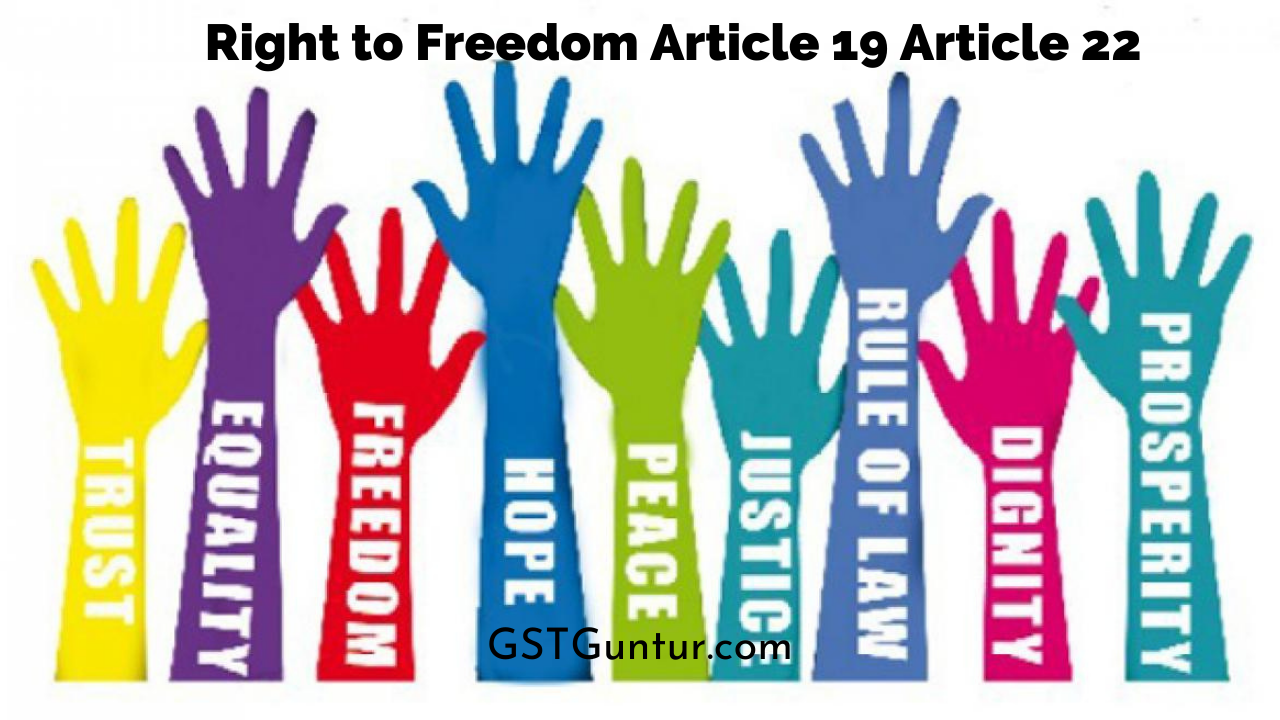 Right to Freedom Article 19 Article 22
TRUST
EQUALITY
FREEDOM
HOPE
PEACE
JUSTICE
RULE OF LAW
DIGNITY
PROSPERITY
GSTGuntur.com